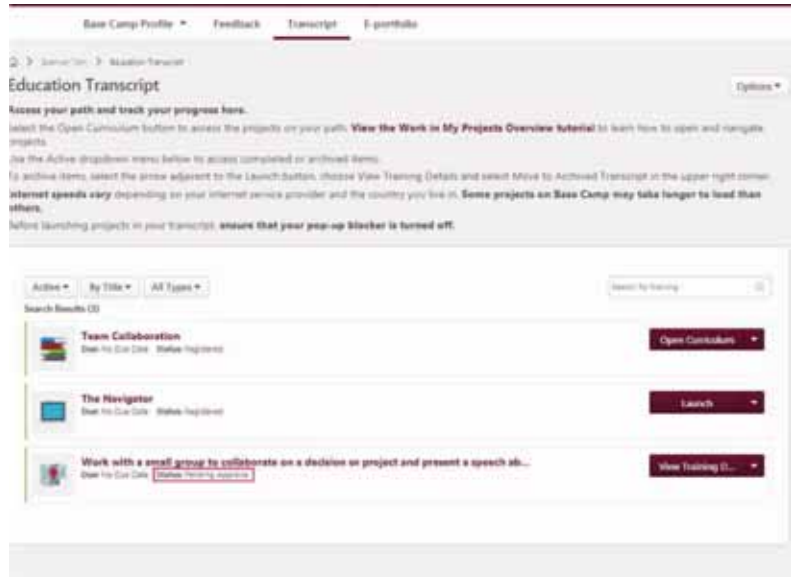 Base Camp Profile Feedback Transcript E-portfolio
Education Transcript
Education Transcript Options
Access your path and track your progress here.
Select the Open Curriculum button to access the projects on your path. View the Work in My Projects Overview tutorial to learn how to open and navigate
projects.
Use the Active dropdown menu below to access completed or archived items.
To archive items, select the arrow adjacent to the Launch button, choose View Training Details and select Move to Archived Transcript in the upper right corner.
Internet speeds vary depending on your internet service provider and the country you live in. Some projects on Base Camp may take longer to load than
others.
Before launching projects in your transcript, ensure that your pop-up blocker is turned off.
Active By Title All Types Search for training
Search Results (3)
Team Collaboration Open Curriculum
Due: No Due Date Status: Registered
The Navigator Launch
Due: No Due Date Status: Registered
Work with a small group to collaborate on a decision or project and present a speech ab... View Training D...
Due: No Due Date Status: Pending Approval